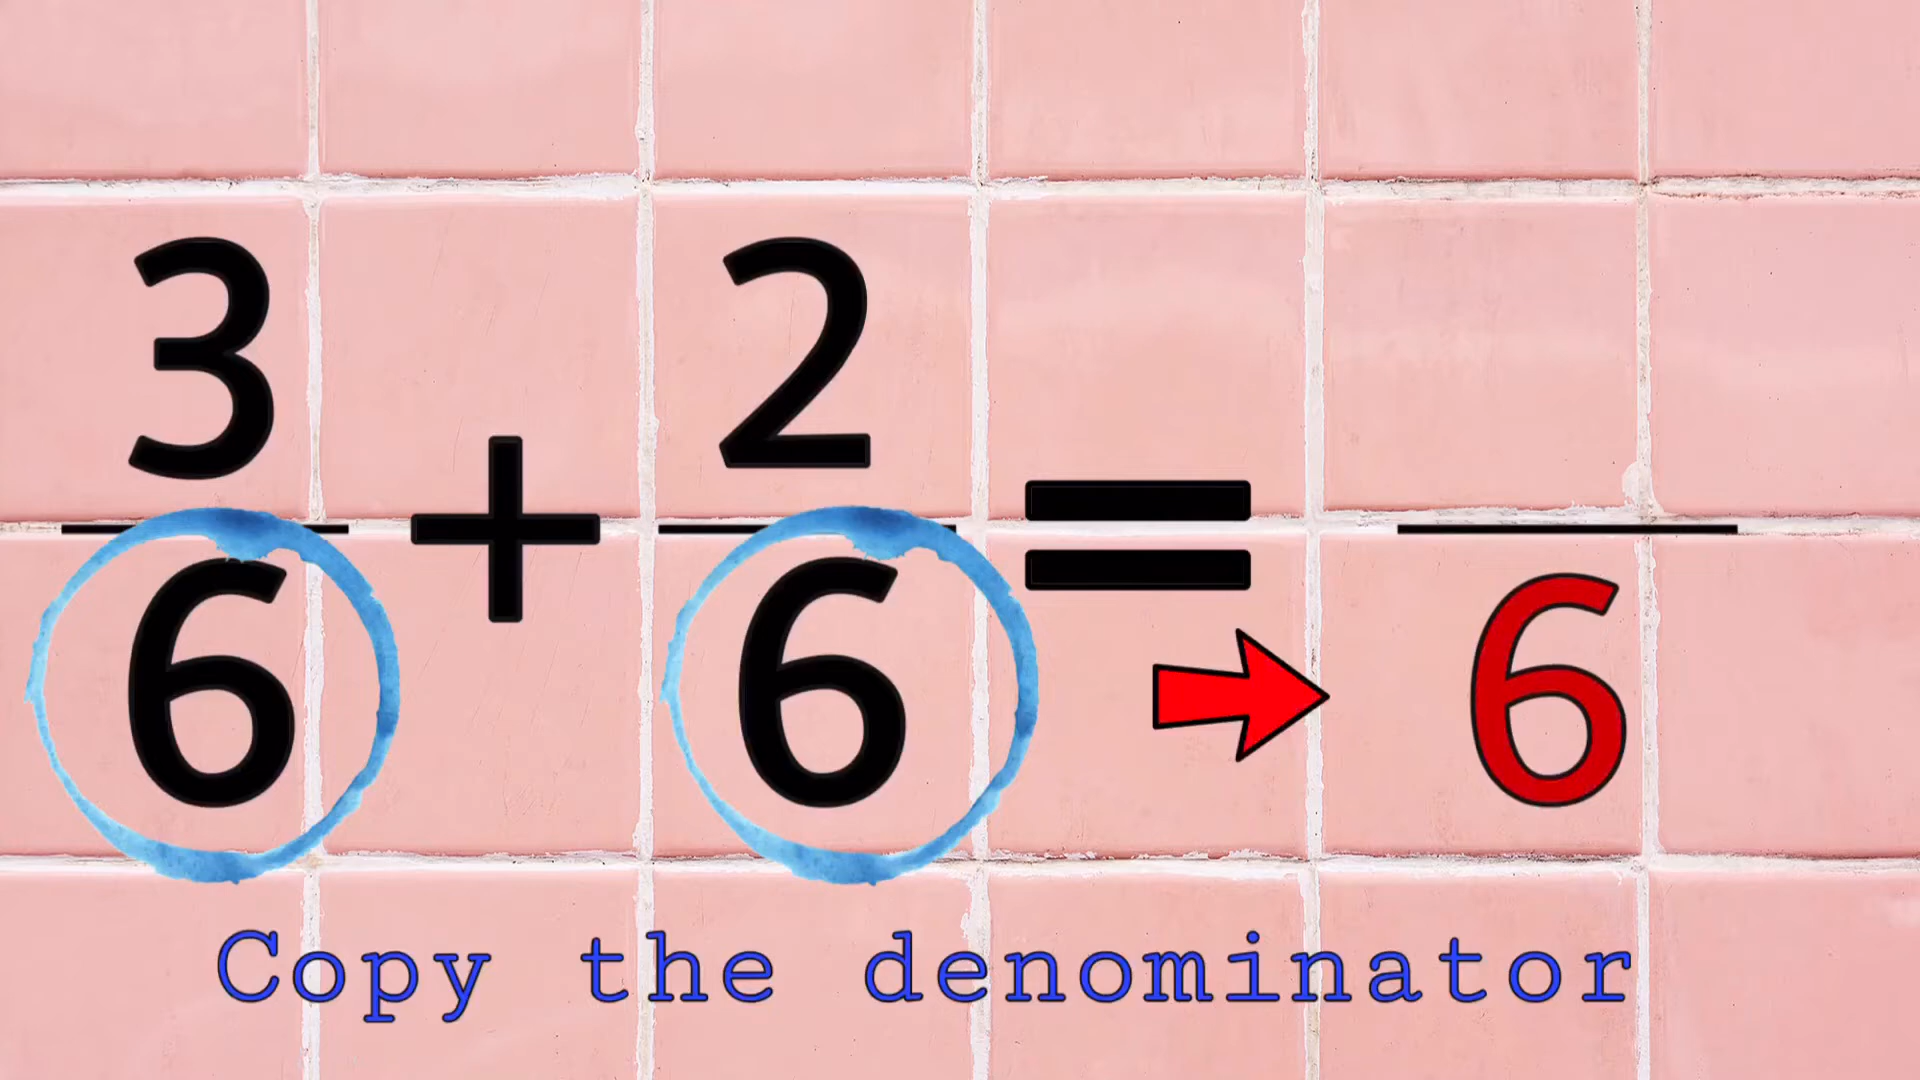 3 2
+ =
6 6 6
Copy the denominator